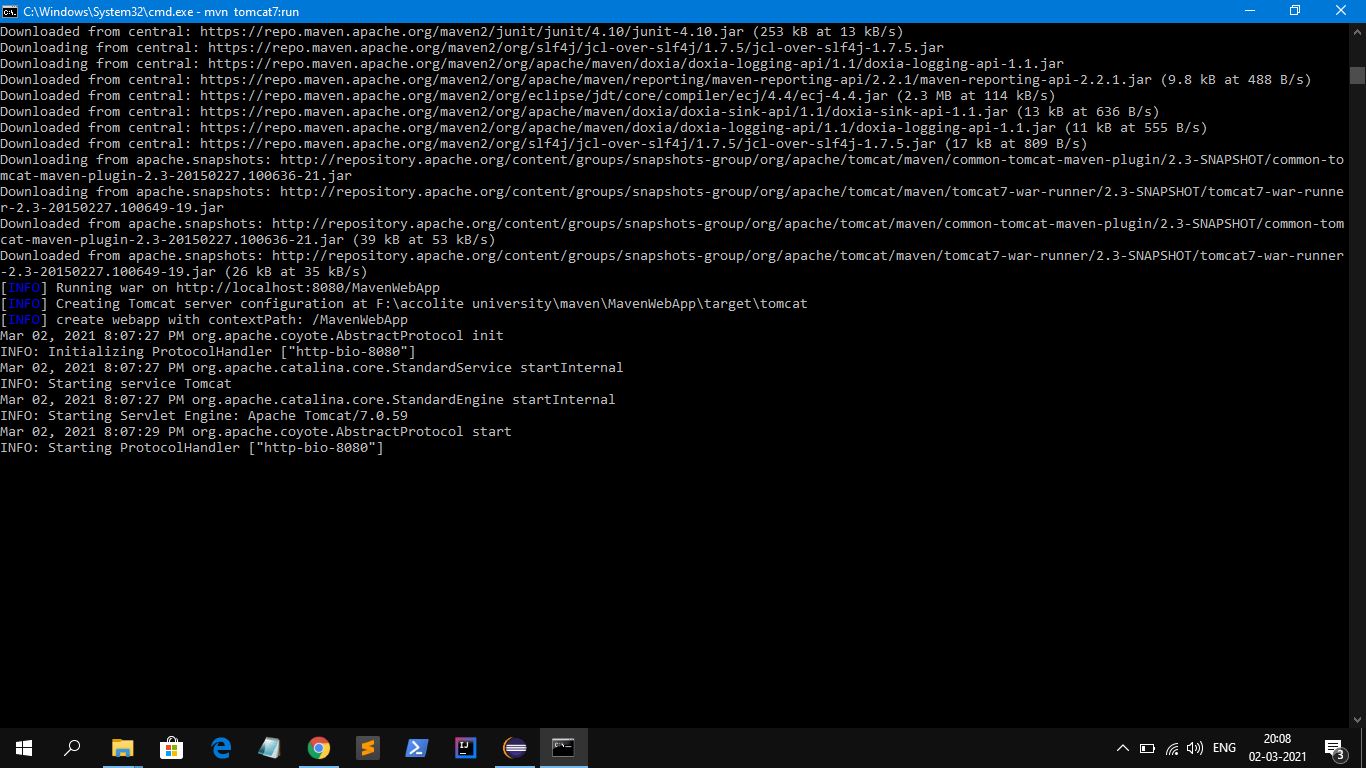 C:\Windows\System32\cmd.exe - mvn  tomcat7:run
Downloaded from central: https://repo.maven.apache.org/maven2/junit/junit/4.10/junit-4.10.jar (253 kB at 13 kB/s)
Downloading from central: https://repo.maven.apache.org/maven2/org/slf4j/jcl-over-slf4j/1.7.5/jcl-over-slf4j-1.7.5.jar
Downloading from central: https://repo.maven.apache.org/maven2/org/apache/maven/doxia/doxia-logging-api/1.1/doxia-logging-api-1.1.jar
Downloaded from central: https://repo.maven.apache.org/maven2/org/apache/maven/reporting/maven-reporting-api/2.2.1/maven-reporting-api-2.2.1.jar (9.8 kB at 488 B/s)
Downloaded from central: https://repo.maven.apache.org/maven2/org/eclipse/jdt/core/compiler/ecj/4.4/ecj-4.4.jar (2.3 MB at 114 kB/s)
Downloaded from central: https://repo.maven.apache.org/maven2/org/apache/maven/doxia/doxia-sink-api/1.1/doxia-sink-api-1.1.jar (13 kB at 636 B/s)
Downloaded from central: https://repo.maven.apache.org/maven2/org/apache/maven/doxia/doxia-logging-api/1.1/doxia-logging-api-1.1.jar (11 kB at 555 B/s)
Downloaded from central: https://repo.maven.apache.org/maven2/org/slf4j/jcl-over-slf4j/1.7.5/jcl-over-slf4j-1.7.5.jar (17 kB at 809 B/s)
Downloading from apache.snapshots: http://repository.apache.org/content/groups/snapshots-group/org/apache/tomcat/maven/common-tomcat-maven-plugin/2.3-SNAPSHOT/common-to
mcat-maven-plugin-2.3-20150227.100636-21.jar
Downloading from apache.snapshots: http://repository.apache.org/content/groups/snapshots-group/org/apache/tomcat/maven/tomcat7-war-runner/2.3-SNAPSHOT/tomcat7-war-runne
r-2.3-20150227.100649-19.jar
Downloaded from apache.snapshots: http://repository.apache.org/content/groups/snapshots-group/org/apache/tomcat/maven/common-tomcat-maven-plugin/2.3-SNAPSHOT/common-tom
cat-maven-plugin-2.3-20150227.100636-21.jar (39 kB at 53 kB/s)
Downloaded from apache.snapshots: http://repository.apache.org/content/groups/snapshots-group/org/apache/tomcat/maven/tomcat7-war-runner/2.3-SNAPSHOT/tomcat7-war-runner
-2.3-20150227.100649-19.jar (26 kB at 35 kB/s)
[INFO] Running war on http://localhost:8080/MavenWebApp
[INFO] Creating Tomcat server configuration at F:\accolite university\maven\MavenWebApp\target\tomcat
[INFO] create webapp with contextPath: /MavenWebApp
Mar 02, 2021 8:07:27 PM org.apache.coyote.AbstractProtocol init
INFO: Initializing ProtocolHandler ["http-bio-8080"]
Mar 02, 2021 8:07:27 PM org.apache.catalina.core.StandardService startInternal
INFO: Starting service Tomcat
Mar 02, 2021 8:07:27 PM org.apache.catalina.core.StandardEngine startInternal
INFO: Starting Servlet Engine: Apache Tomcat/7.0.59
Mar 02, 2021 8:07:29 PM org.apache.coyote.AbstractProtocol start
INFO: Starting ProtocolHandler ["http-bio-8080"]
ENG
20:08
02-03-2021
3